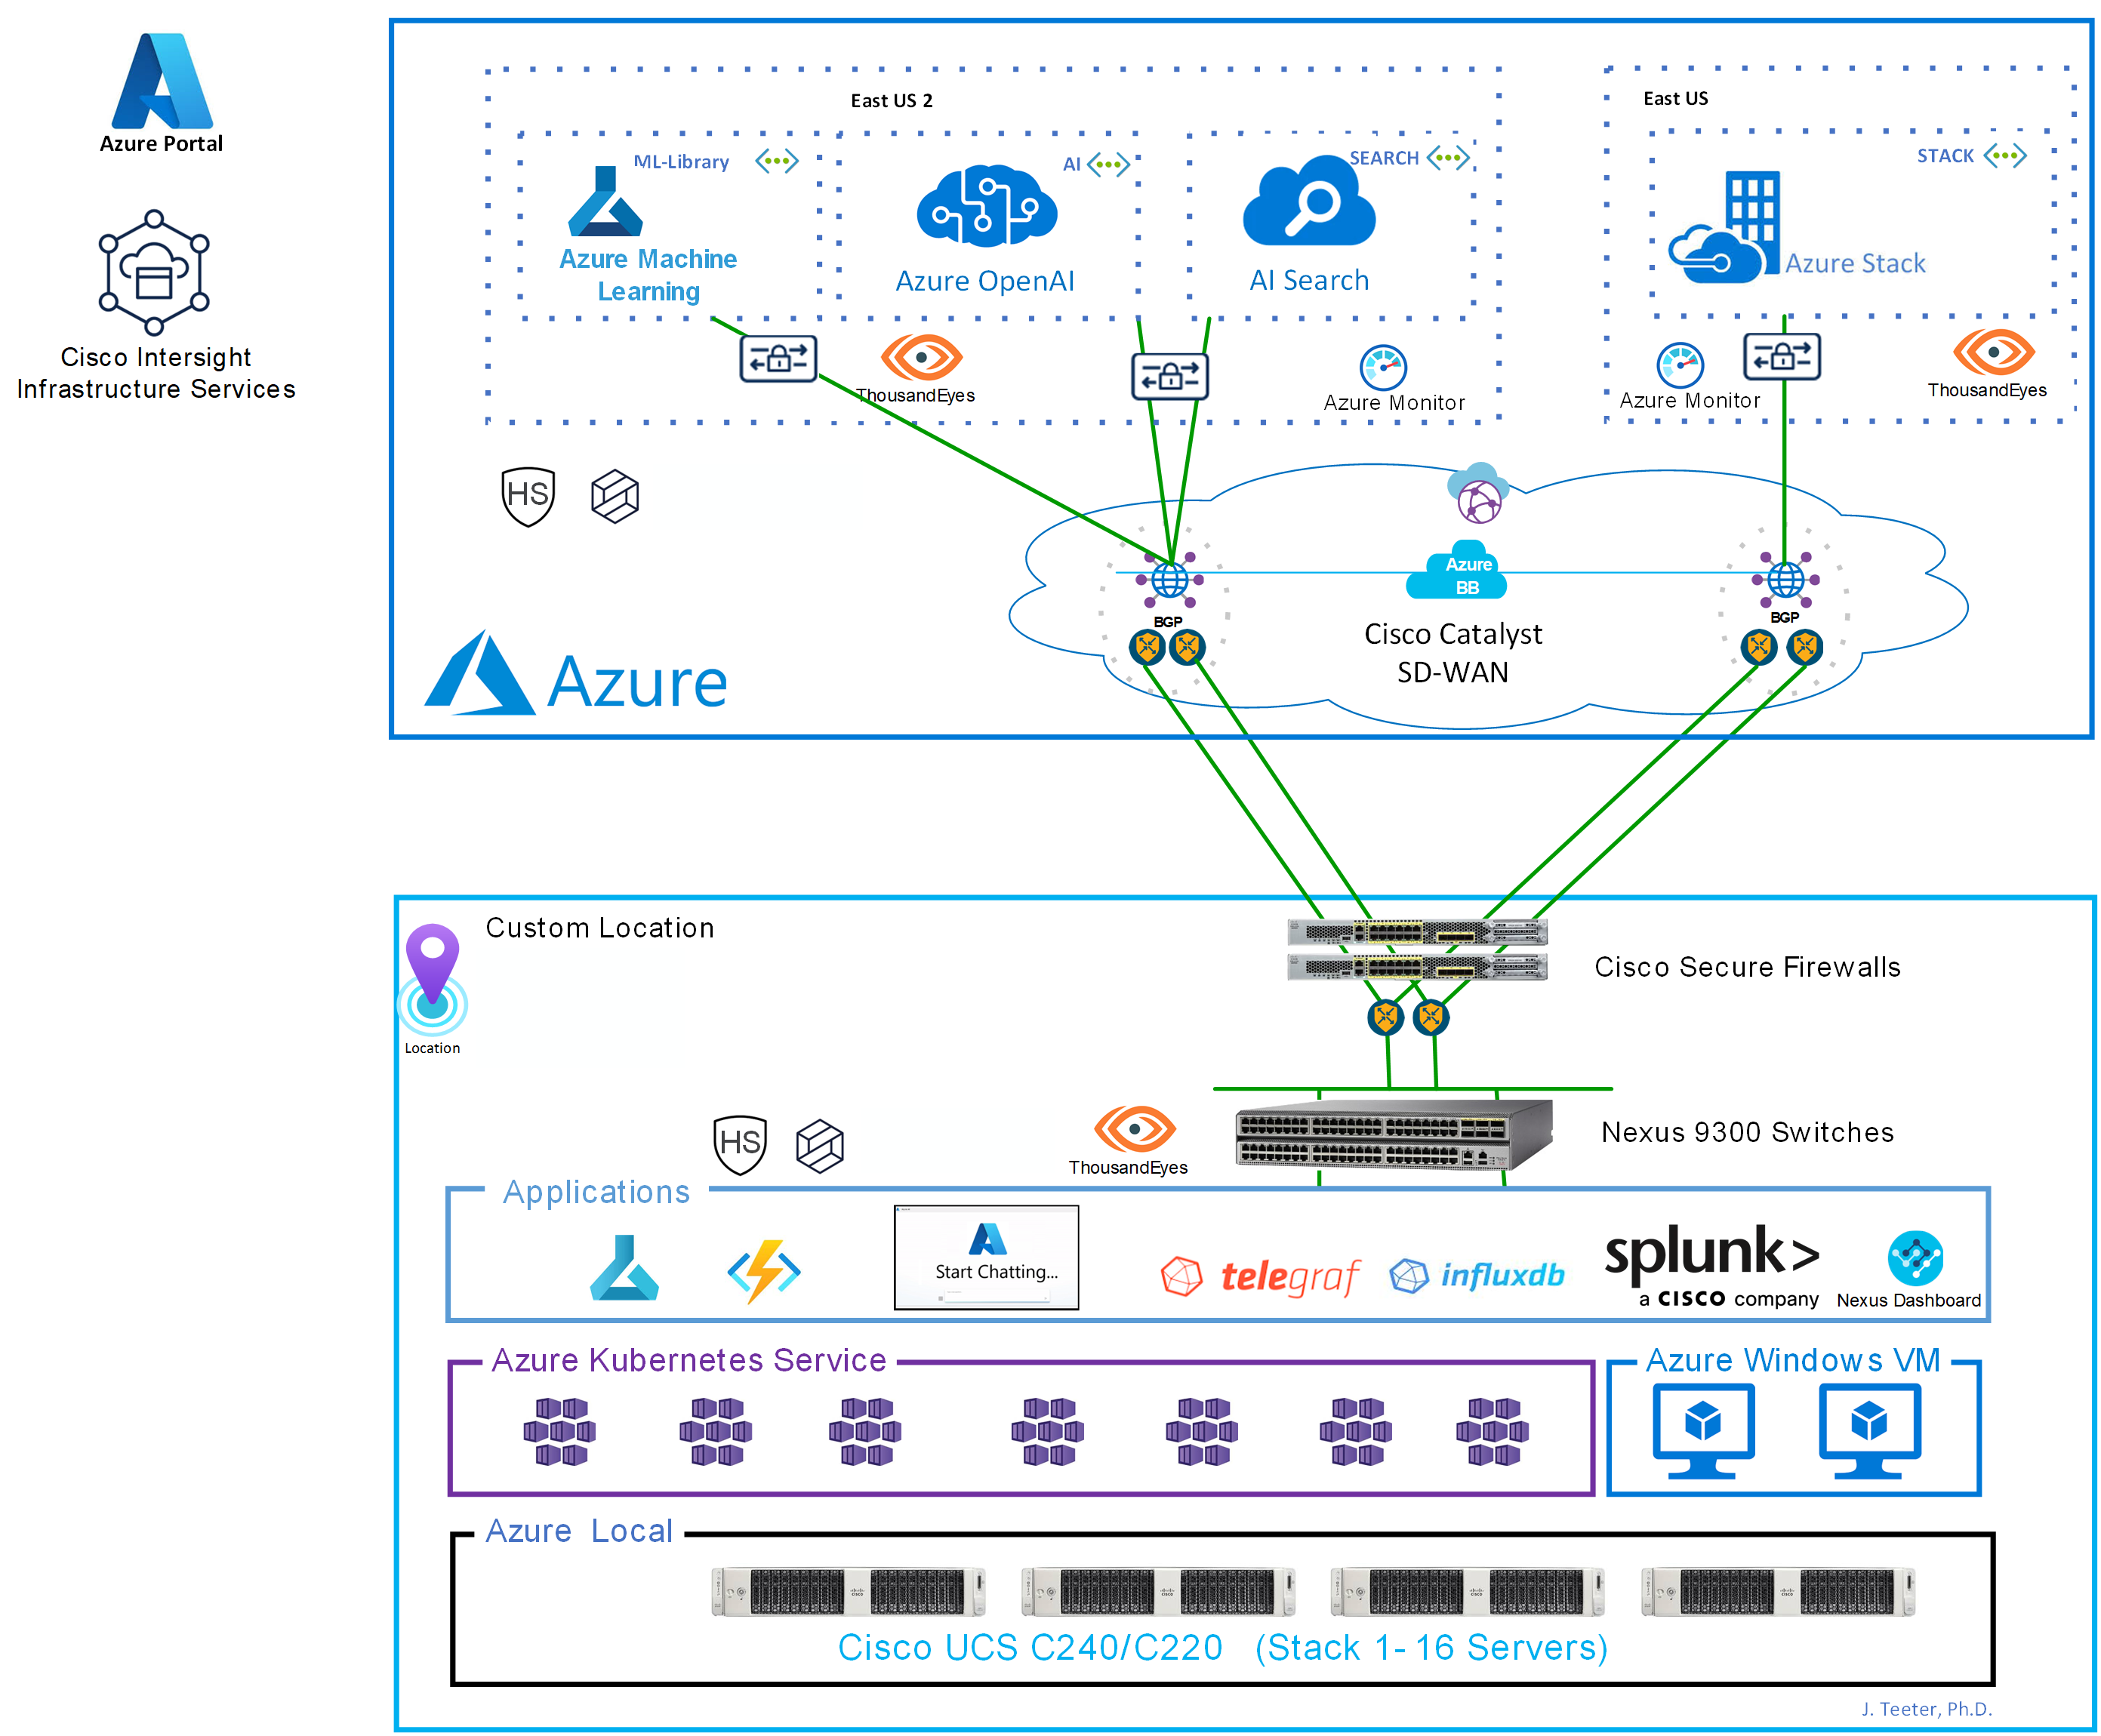 Azure Portal
Cisco Intersight
Infrastructure Services
East US 2
East US
ML-Library
AI
SEARCH
STACK
Azure Machine
Learning
Azure OpenAI
AI Search
Azure Stack
ThousandEyes
Azure Monitor
Azure Monitor
ThousandEyes
HS
Azure
BB
BGP
BGP
Cisco Catalyst
SD-WAN
Azure
Custom Location
Location
Cisco Secure Firewalls
HS
ThousandEyes
Nexus 9300 Switches
Applications
Start Chatting...
telegraf
influxdb
splunk>
a CISCO company
Nexus Dashboard
Azure Kubernetes Service
Azure Windows VM
Azure Local
Cisco UCS C240/C220 (Stack 1- 16 Servers)
J. Teeter, Ph.D.